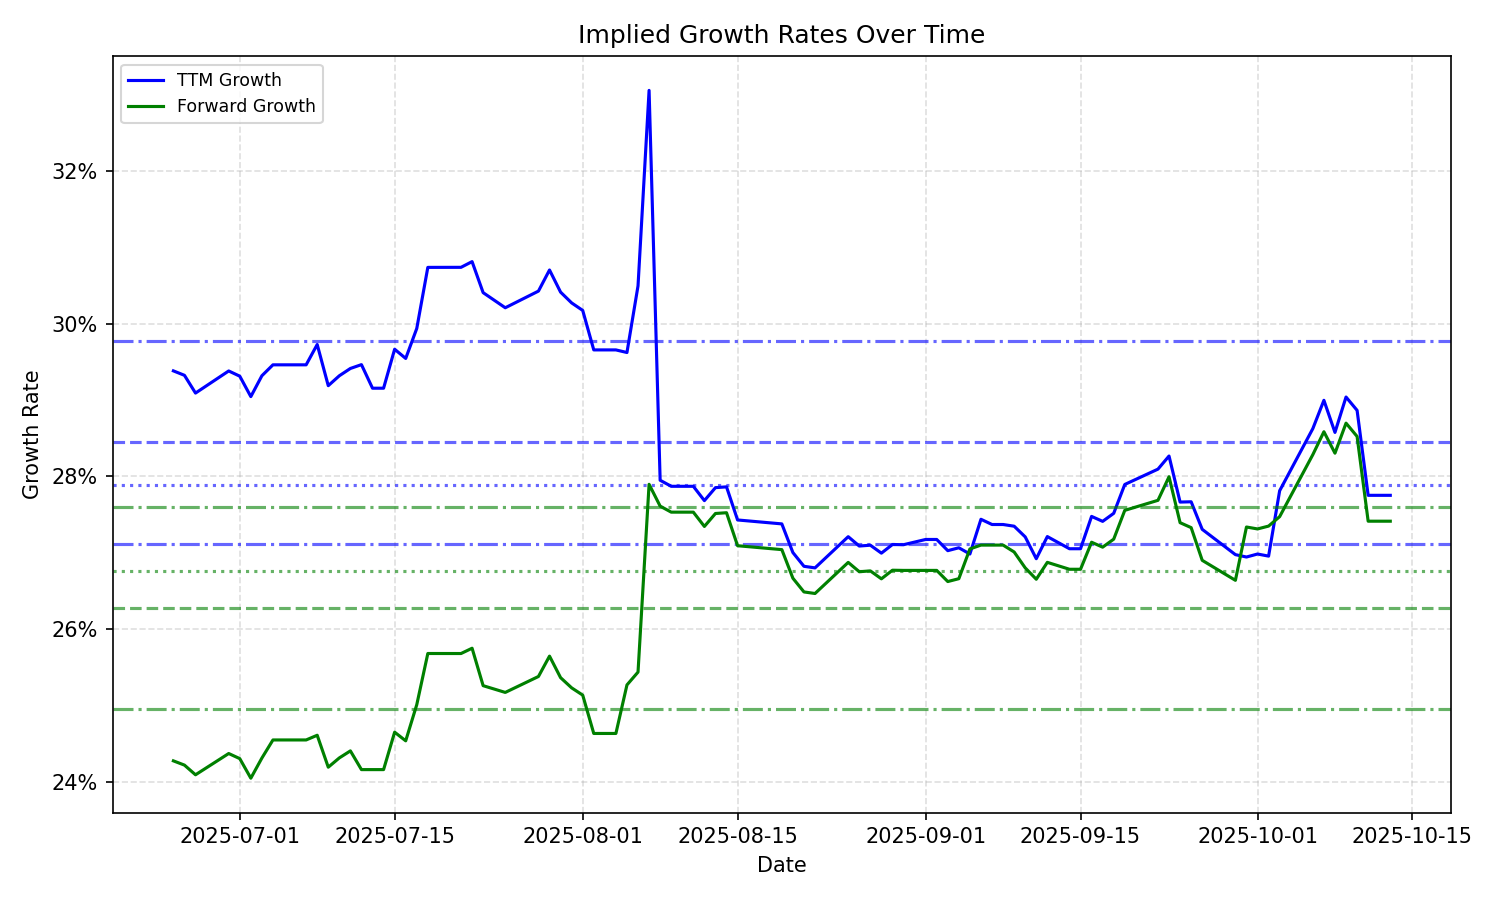 Implied Growth Rates Over Time
TTM Growth
Forward Growth
32%
30%
28%
26%
24%
Growth Rate
2025-07-01
2025-07-15
2025-08-01
2025-08-15
2025-09-01
2025-09-15
2025-10-01
2025-10-15
Date